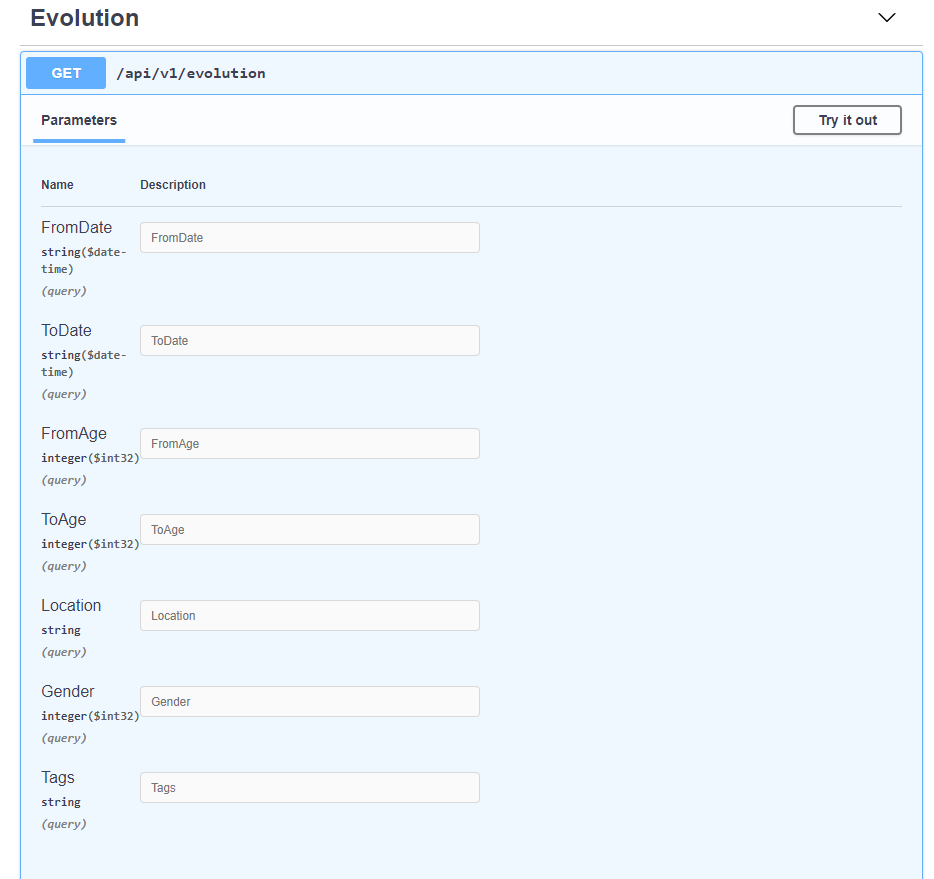 Evolution
GET /api/v1/evolution
Parameters
Try it out
Name Description
FromDate
string($date-
time)
(query)
FromDate
ToDate
string($date-
time)
(query)
ToDate
FromAge
integer($int32)
(query)
FromAge
ToAge
integer($int32)
(query)
ToAge
Location
string
(query)
Location
Gender
integer($int32)
(query)
Gender
Tags
string
(query)
Tags